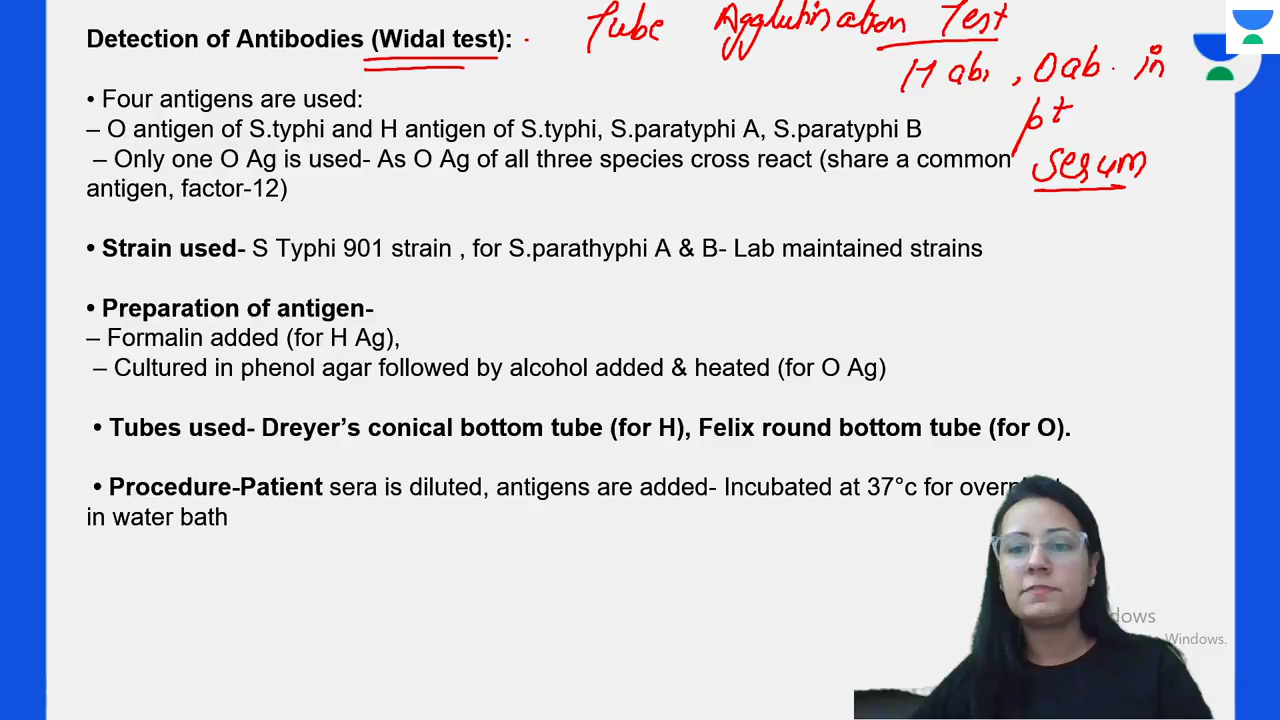 Tube Agglutination Test
Detection of Antibodies (Widal test):
H ab, O ab. in
pt
serum
• Four antigens are used:
– O antigen of S.typhi and H antigen of S.typhi, S.paratyphi A, S.paratyphi B
– Only one O Ag is used- As O Ag of all three species cross react (share a common
antigen, factor-12)
• Strain used- S Typhi 901 strain , for S.parathyphi A & B- Lab maintained strains
• Preparation of antigen-
– Formalin added (for H Ag),
– Cultured in phenol agar followed by alcohol added & heated (for O Ag)
• Tubes used- Dreyer’s conical bottom tube (for H), Felix round bottom tube (for O).
• Procedure-Patient sera is diluted, antigens are added- Incubated at 37°c for
in water bath
Windows.